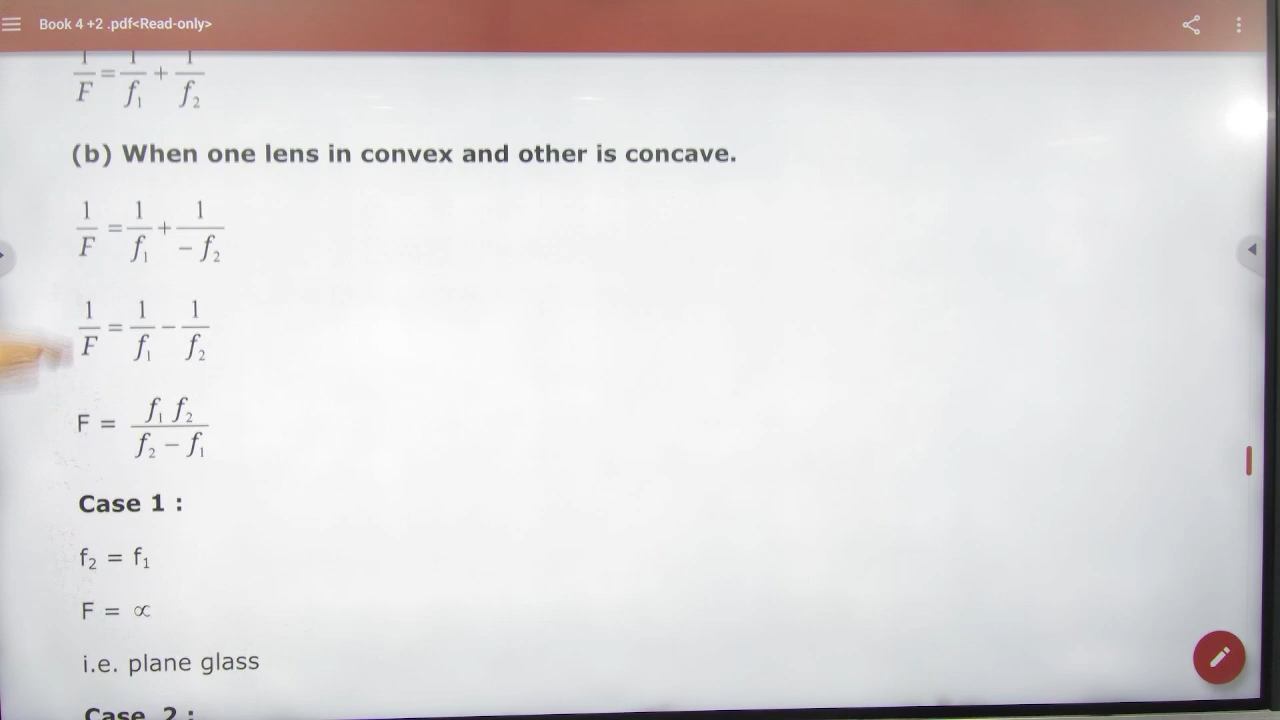 Book 4 +2 .pdf<Read-only>
1/F = 1/f₁ + 1/f₂
(b) When one lens in convex and other is concave.
1/F = 1/f₁ + 1/− f₂
1/F = 1/f₁ − 1/f₂
F = f₁ f₂/f₂ − f₁
Case 1 :
f₂ = f₁
F = ∝
i.e. plane glass
Case 2 :